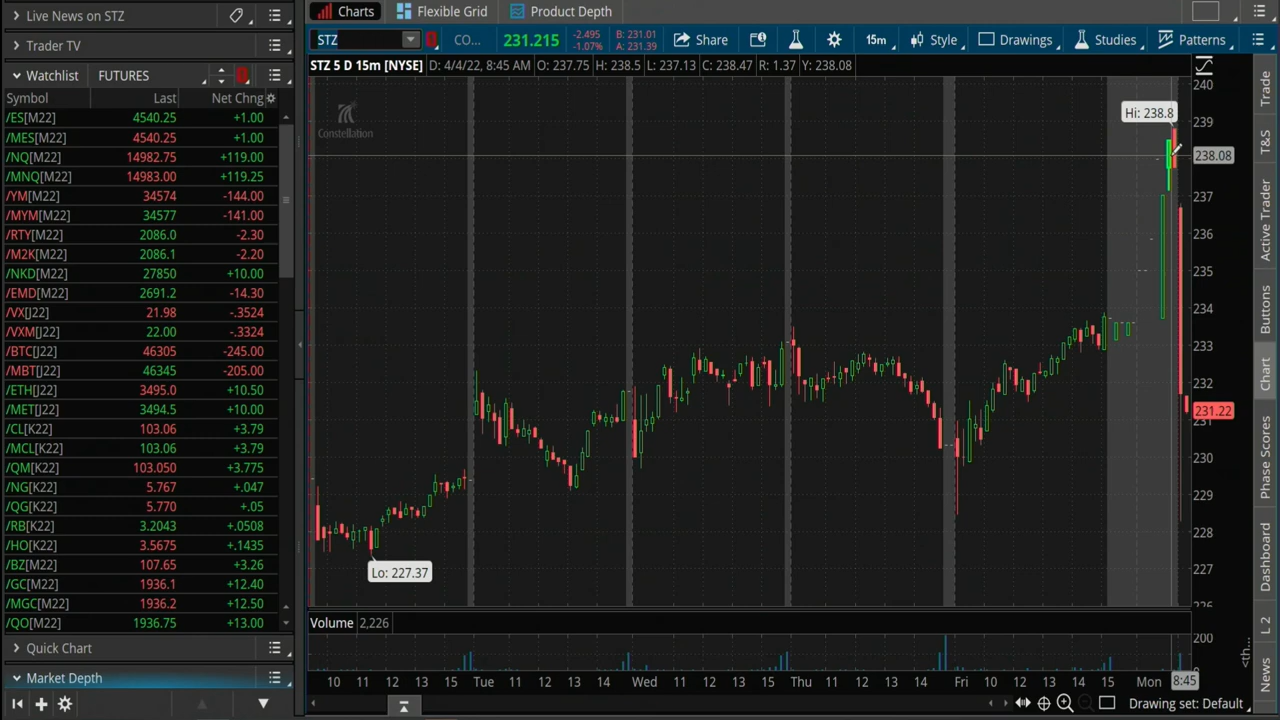 Live News on STZ
Trader TV
Watchlist FUTURES
Symbol Last Net Chng
/ES[M22] 4540.25 +1.00
/MES[M22] 4540.25 +1.00
/NQ[M22] 14982.75 +119.00
/MNQ[M22] 14983.00 +119.25
/YM[M22] 34574 -144.00
/MYM[M22] 34577 -141.00
/RTY[M22] 2086.0 -2.30
/M2K[M22] 2086.1 -2.20
/NKD[M22] 27850 +10.00
/EMD[M22] 2691.2 -14.30
/VX[J22] 21.98 -.3524
/VXM[J22] 22.00 -.3324
/BTC[J22] 46305 -245.00
/MBT[J22] 46345 -205.00
/ETH[J22] 3495.0 +10.50
/MET[J22] 3494.5 +10.00
/CL[K22] 103.06 +3.79
/MCL[K22] 103.06 +3.79
/QM[K22] 103.050 +3.775
/NG[K22] 5.767 +.047
/QG[K22] 5.770 +.05
/RB[K22] 3.2043 +.0508
/HO[K22] 3.5675 +.1435
/BZ[M22] 107.65 +3.26
/GC[M22] 1936.1 +12.40
/MGC[M22] 1936.2 +12.50
/QO[M22] 1936.75 +13.00
Quick Chart
Market Depth
Charts Flexible Grid Product Depth
STZ CO... 231.215 -2.495 -1.07% B: 231.01 A: 231.39 Share 15m Style Drawings Studies Patterns
STZ 5 D 15m [NYSE] D: 4/4/22, 8:45 AM O: 237.75 H: 238.5 L: 237.13 C: 238.47 R: 1.37 Y: 238.08
Constellation
Hi: 238.8
Lo: 227.37
240
239
238.08
237
236
235
234
233
232
231.22
231
230
229
228
227
226
Volume 2,226
200
10 11 12 13 14 15 Tue 11 12 13 14 15 Wed 11 12 13 14 15 Thu 11 12 13 14 Fri 10 11 12 13 14 15 Mon 8:45
Drawing set: Default
Trade
T&S
Active Trader
Buttons
Chart
Phase Scores
Dashboard
L 2
News
<th...